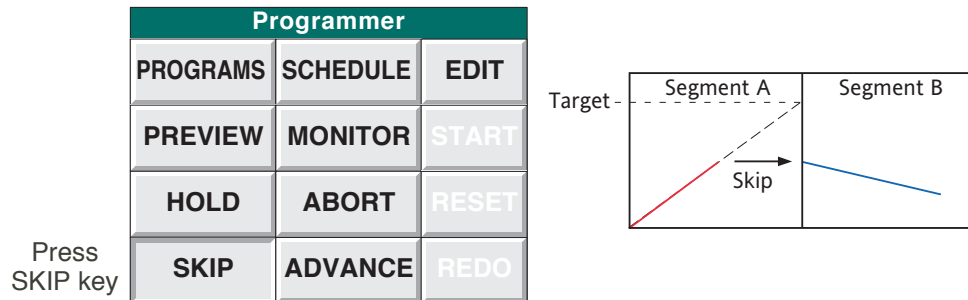 Programmer
PROGRAMS SCHEDULE EDIT
PREVIEW MONITOR START
HOLD ABORT RESET
SKIP ADVANCE REDO
Press
SKIP key
Segment A Segment B
Target
Skip